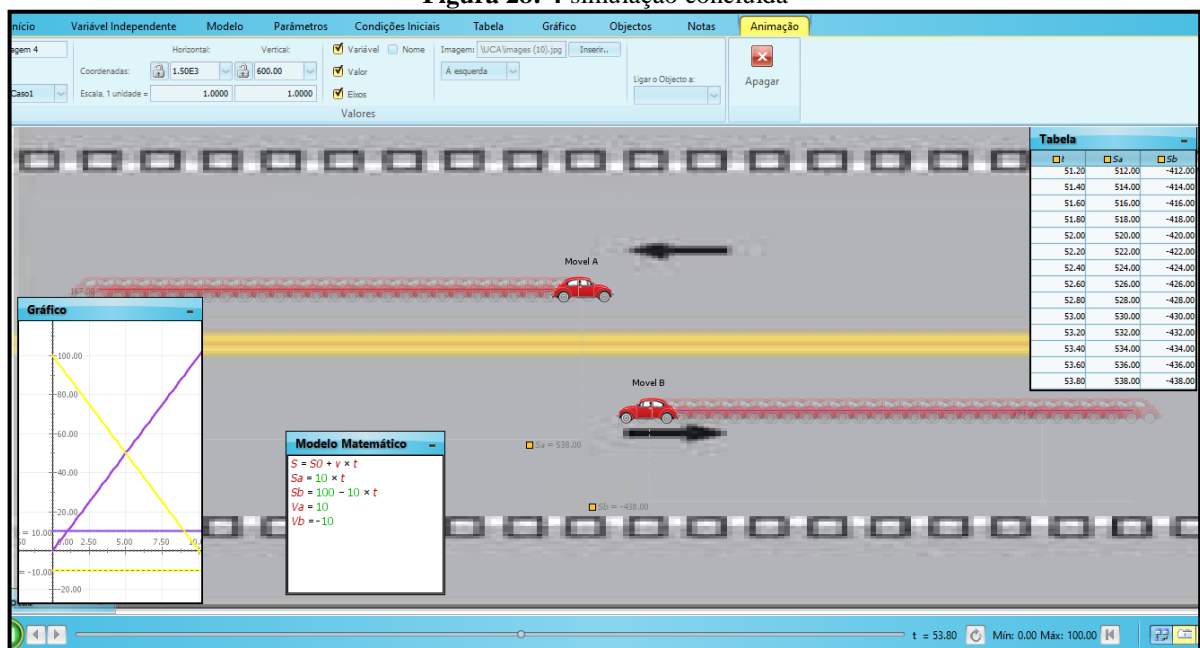 Início Variável Independente Modelo Parâmetros Condições Iniciais Tabela Gráfico Objectos Notas Animação
agem 4 Horizontal: Vertical: Variável Nome Imagem: \UCA\images (10).jpg Inserir..
Coordenadas: 1.50E3 600.00 Valor À esquerda Ligar o Objecto a: Apagar
Caso1 Escala, 1 unidade = 1.0000 1.0000 Eixos
Valores
Tabela
t Sa Sb
51.20 512.00 -412.00
51.40 514.00 -414.00
51.60 516.00 -416.00
51.80 518.00 -418.00
52.00 520.00 -420.00
52.20 522.00 -422.00
52.40 524.00 -424.00
52.60 526.00 -426.00
52.80 528.00 -428.00
53.00 530.00 -430.00
53.20 532.00 -432.00
53.40 534.00 -434.00
53.60 536.00 -436.00
53.80 538.00 -438.00
Movel A
Gráfico
100.00
80.00
60.00
40.00
20.00
= 10.00
0.00 2.50 5.00 7.50
= -10.00
-20.00
Movel B
Sa = 538.00
Sb = -438.00
Modelo Matemático
S = S0 + v × t
Sa = 10 × t
Sb = 100 - 10 × t
Va = 10
Vb = -10
t = 53.80 Mín: 0.00 Máx: 100.00